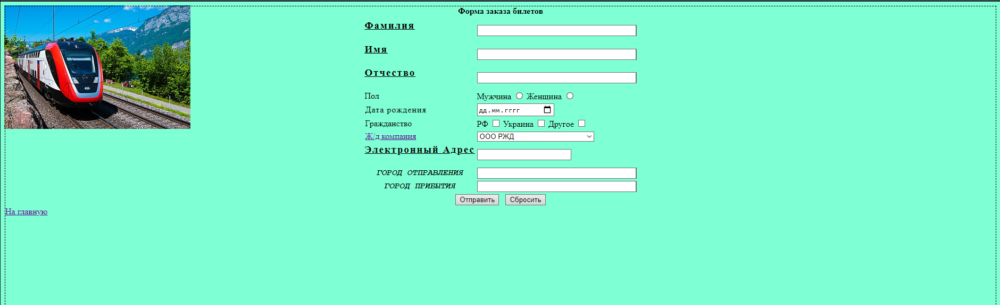 Форма заказа билетов
Фамилия
Имя
Отчество
Пол Мужчина Женщина
Дата рождения дд.мм.гггг
Гражданство РФ Украина Другое
Ж/д компания ООО РЖД
Электронный Адрес
ГОРОД ОТПРАВЛЕНИЯ
ГОРОД ПРИБЫТИЯ
Отправить Сбросить
На главную